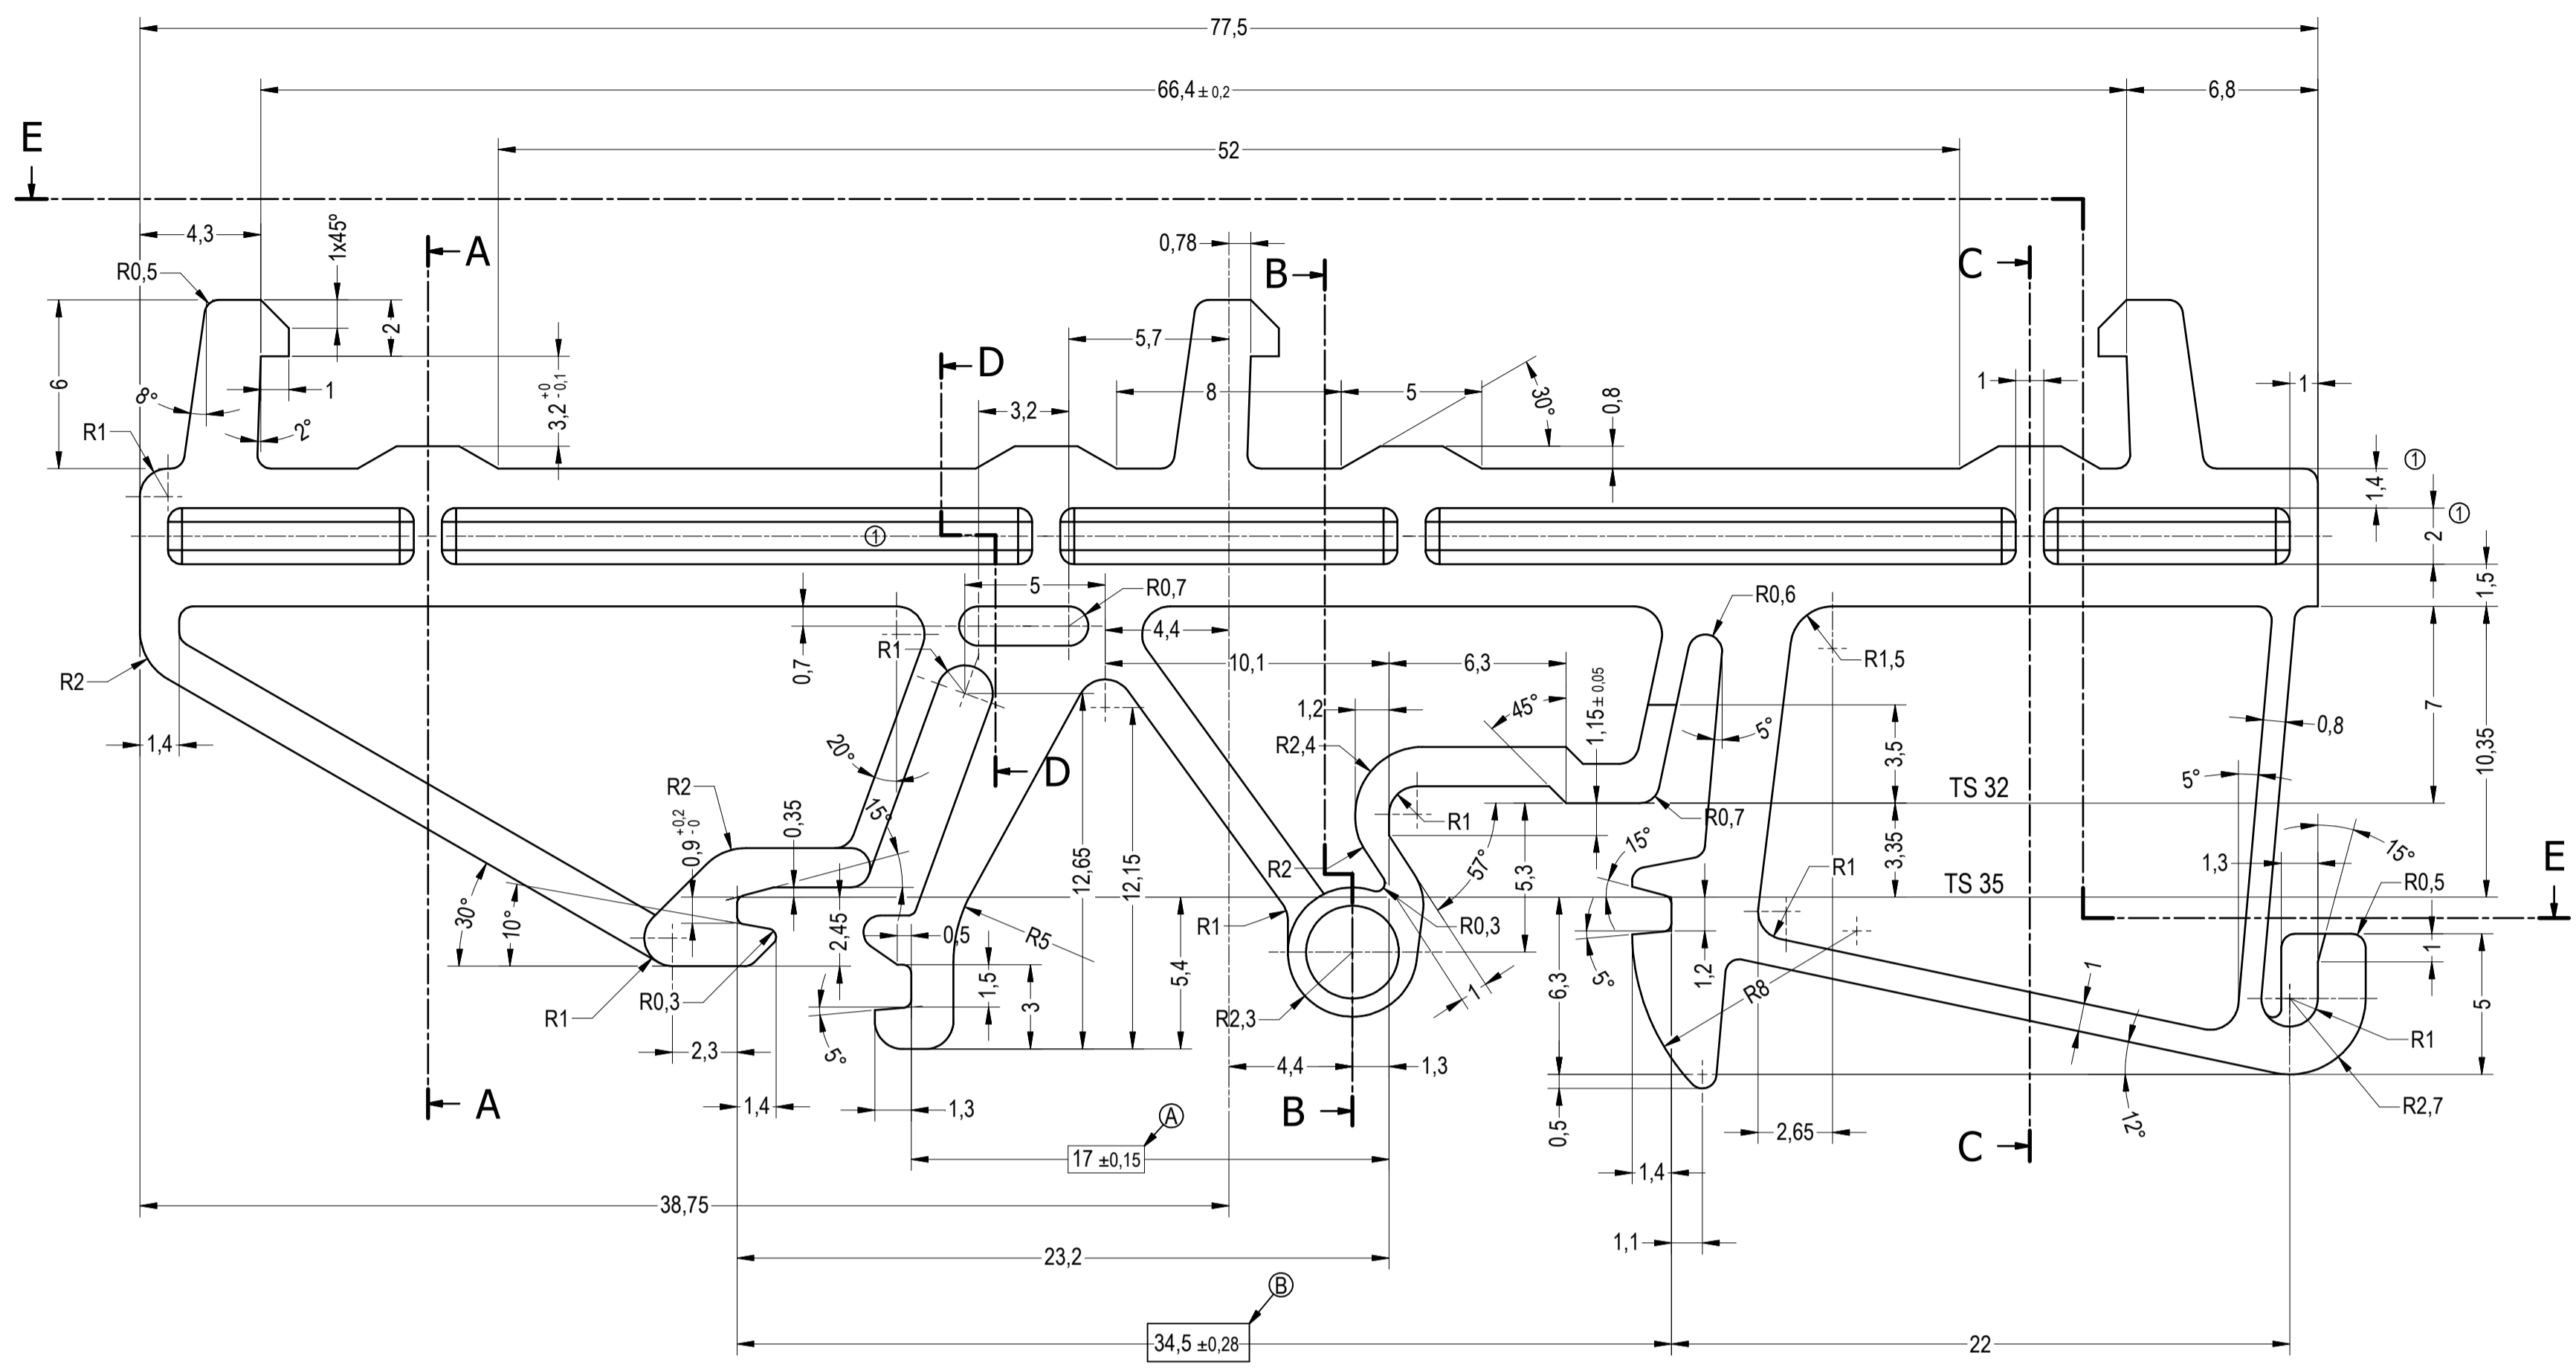 77,5
66,4 ± 0,2
6,8
E
52
4,3
1x45°
A
0,78
B
C
R0,5
2
5,7
D
6
1
8°
3,2 +0 -0,1
3,2
8
5
30°
0,8
1
1
R1
2°
1,4
①
①
2
①
1,5
5
R0,7
R0,6
0,7
4,4
R1
10,1
6,3
R1,5
R2
1,4
1,2
45°
1,15 ± 0,05
5°
7
0,8
20°
R2,4
3,5
10,35
D
5°
TS 32
R2
0,9 +0,2 -0
0,35
15°
R1
R0,7
12,65
12,15
57°
5,3
15°
3,35
1,3
15°
R2
R1
E
TS 35
R0,5
30°
10°
2,45
0,5
R5
R1
R0,3
5,4
1,5
3
6,3
5°
1,2
R8
1
1
5
R0,3
R1
5°
R2,3
1
R1
2,3
4,4
1,3
A
1,4
1,3
B
0,5
2,65
12°
R2,7
C
A
17 ±0,15
1,4
38,75
1,1
23,2
B
34,5 ±0,28
22